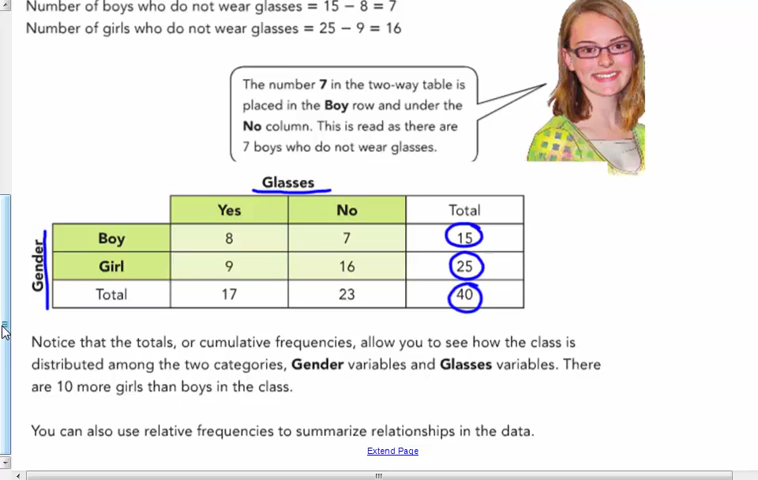 Number of boys who do not wear glasses = 15 − 8 = 7
Number of girls who do not wear glasses = 25 − 9 = 16
The number 7 in the two-way table is
placed in the Boy row and under the
No column. This is read as there are
7 boys who do not wear glasses.
Glasses
Yes No Total
Gender
Boy 8 7 15
Girl 9 16 25
Total 17 23 40
Notice that the totals, or cumulative frequencies, allow you to see how the class is
distributed among the two categories, Gender variables and Glasses variables. There
are 10 more girls than boys in the class.
You can also use relative frequencies to summarize relationships in the data.
Extend Page